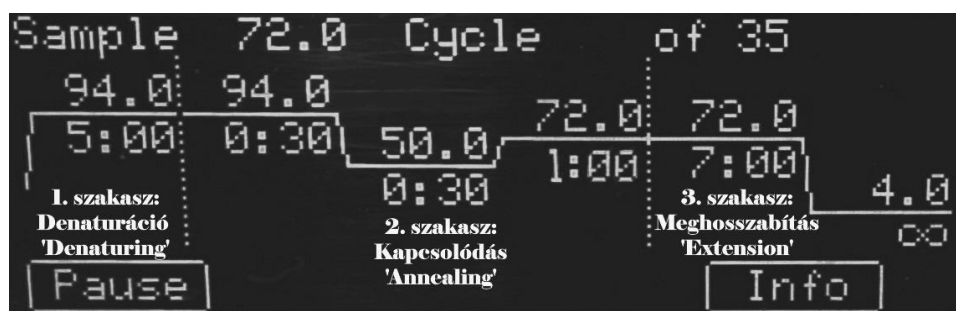 Sample 72.0 Cycle of 35
94.0 94.0 72.0 72.0
5:00 0:30 50.0 1:00 7:00 4.0
0:30 ∞
1. szakasz:
Denaturáció
'Denaturing'
2. szakasz:
Kapcsolódás
'Annealing'
3. szakasz:
Meghosszabítás
'Extension'
Pause Info